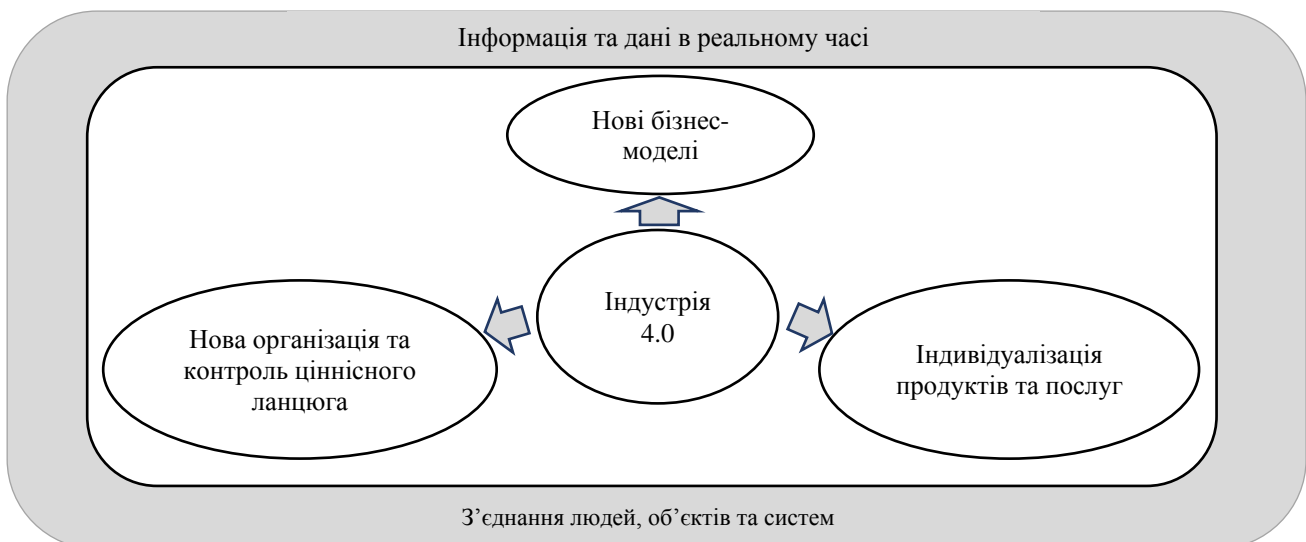 Інформація та дані в реальному часі
Нові бізнес-
моделі
Індустрія
4.0
Нова організація та
контроль ціннісного
ланцюга
Індивідуалізація
продуктів та послуг
З’єднання людей, об’єктів та систем